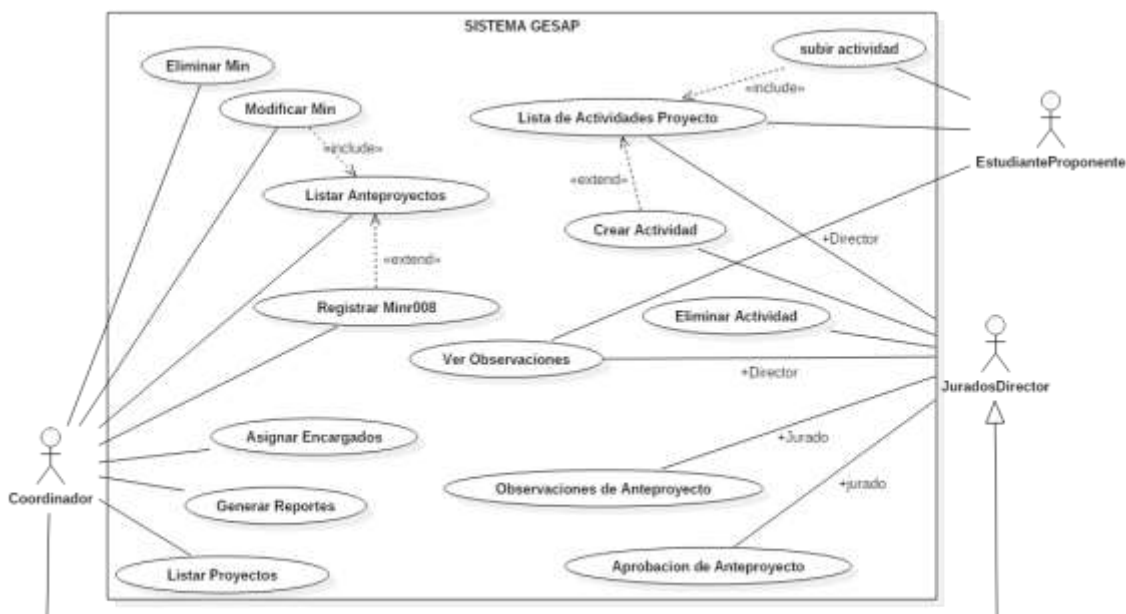 SISTEMA GESAP
subir actividad
Eliminar Min
«include»
Modificar Min
Lista de Actividades Proyecto
«include»
EstudianteProponente
«extend»
Listar Anteproyectos
Crear Actividad
+Director
«extend»
Registrar Minr008
Eliminar Actividad
Ver Observaciones
+Director
JuradosDirector
Asignar Encargados
+Jurado
Coordinador
Observaciones de Anteproyecto
+jurado
Generar Reportes
Aprobacion de Anteproyecto
Listar Proyectos